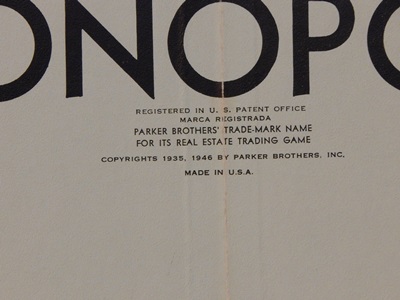 ONOPO
REGISTERED IN U. S. PATENT OFFICE
MARCA REGISTRADA
PARKER BROTHERS' TRADE-MARK NAME
FOR ITS REAL ESTATE TRADING GAME
COPYRIGHTS 1935, 1946 BY PARKER BROTHERS, INC.
MADE IN U.S.A.